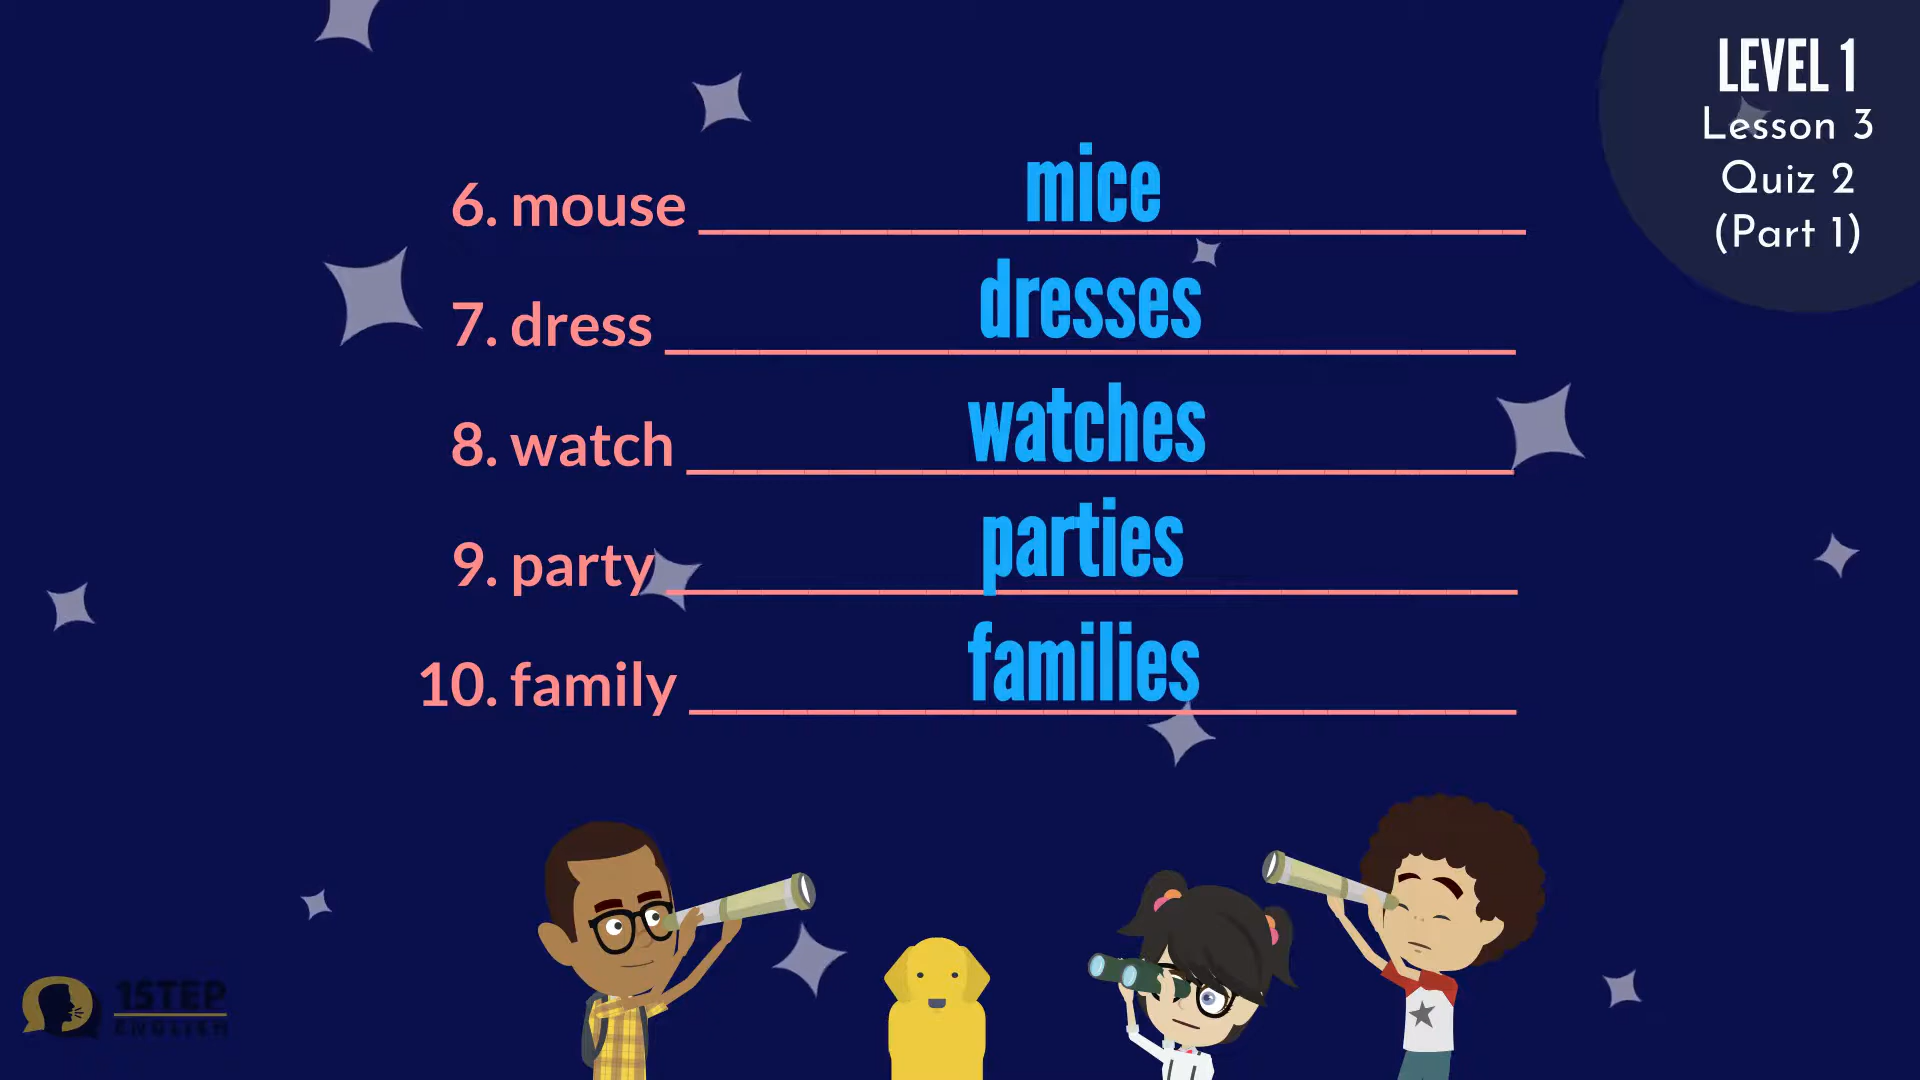 LEVEL 1
Lesson 3
Quiz 2
(Part 1)
6. mouse mice
7. dress dresses
8. watch watches
9. party parties
10. family families
1STEP
ENGLISH